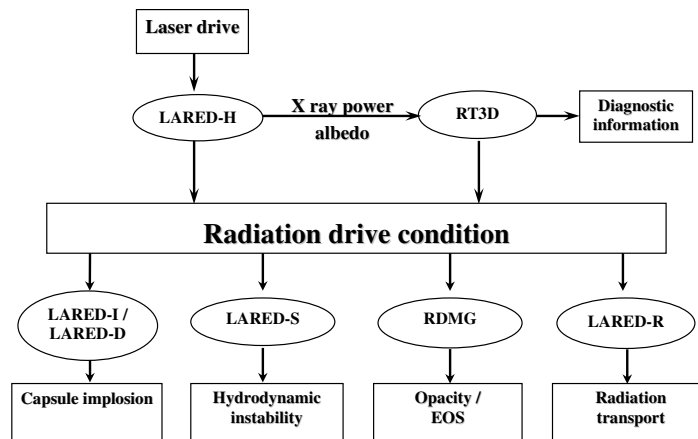 Laser drive
LARED-H
X ray power
albedo
RT3D
Diagnostic
information
Radiation drive condition
LARED-I /
LARED-D
LARED-S
RDMG
LARED-R
Capsule implosion
Hydrodynamic
instability
Opacity /
EOS
Radiation
transport